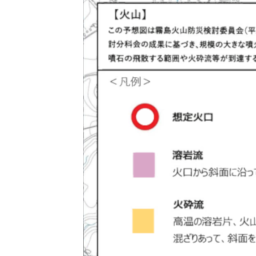 【火山】
この予想図は霧島火山防災検討委員会（平
討分科会の成果に基づき、規模の大きな噴
噴石の飛散する範囲や火砕流等が到達す
＜凡例＞
想定火口
溶岩流
火口から斜面に沿っ
火砕流
高温の溶岩片、火山
混ざりあって、斜面を